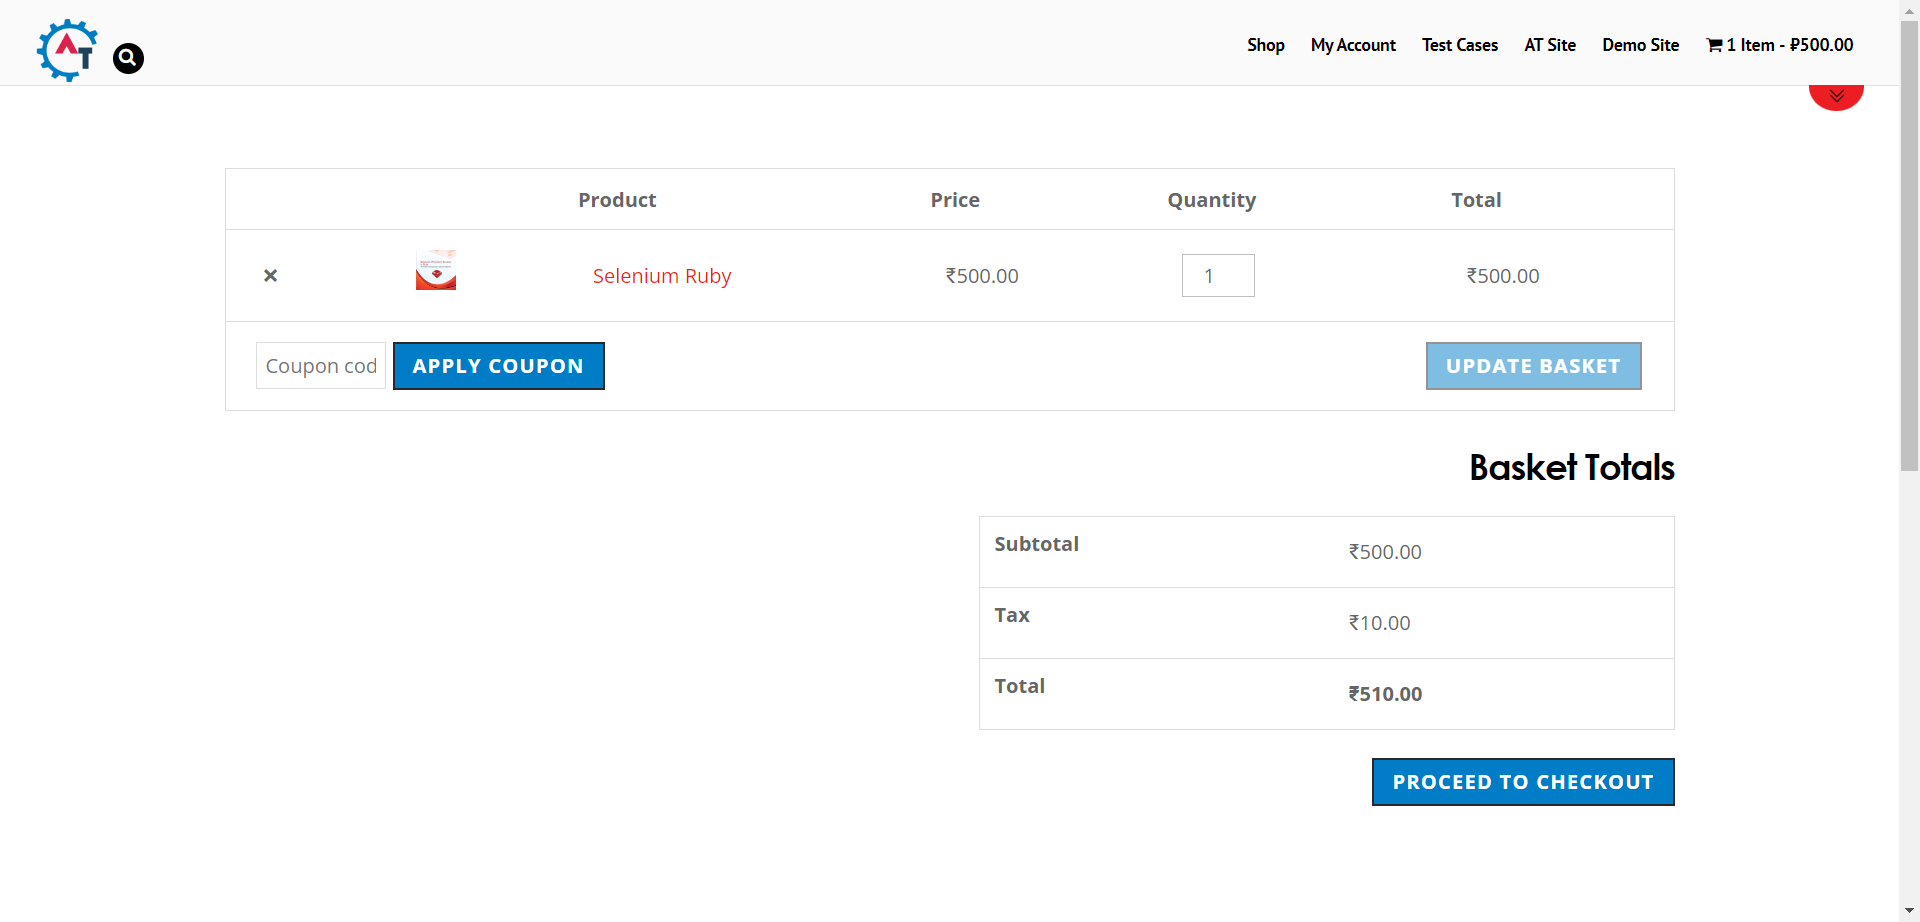 AT
Shop My Account Test Cases AT Site Demo Site 1 Item - ₽500.00
Product Price Quantity Total
× Selenium Ruby ₹500.00 1 ₹500.00
Coupon cod APPLY COUPON UPDATE BASKET
Basket Totals
Subtotal ₹500.00
Tax ₹10.00
Total ₹510.00
PROCEED TO CHECKOUT